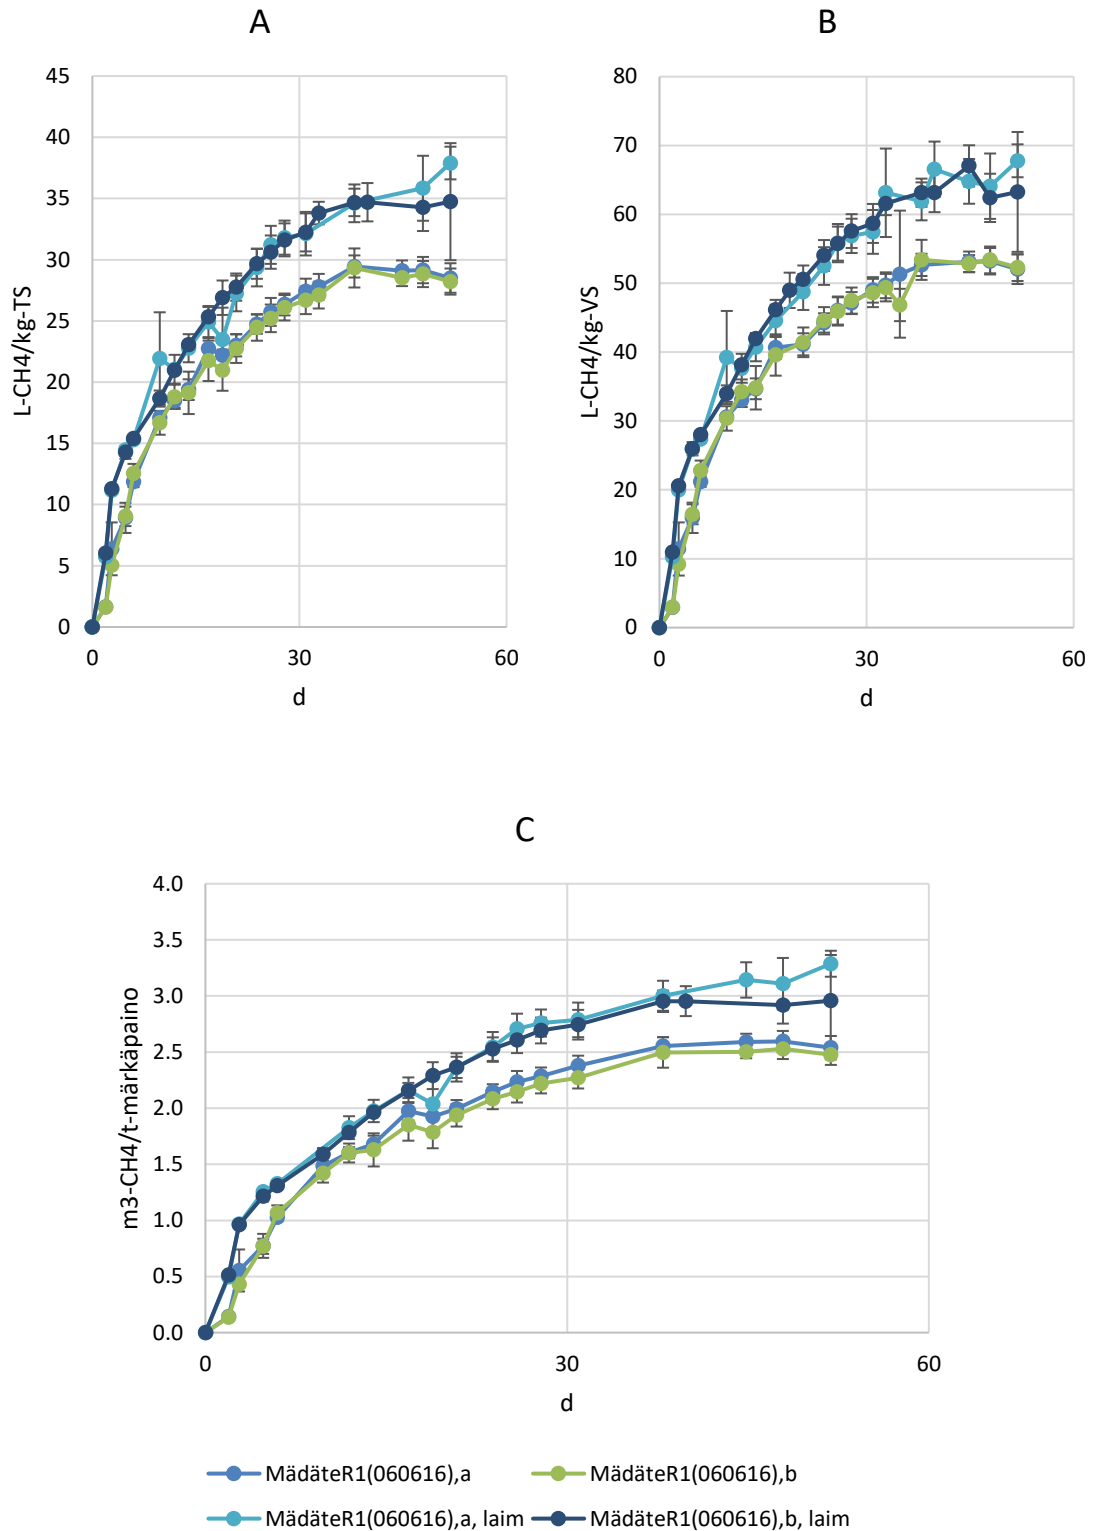 A
L-CH4/kg-TS
45
40
35
30
25
20
15
10
5
0
0 30 60
d
B
L-CH4/kg-VS
80
70
60
50
40
30
20
10
0
0 30 60
d
C
m3-CH4/t-märkäpaino
4.0
3.5
3.0
2.5
2.0
1.5
1.0
0.5
0.0
0 30 60
d
MädäteR1(060616),a MädäteR1(060616),b
MädäteR1(060616),a, laim MädäteR1(060616),b, laim